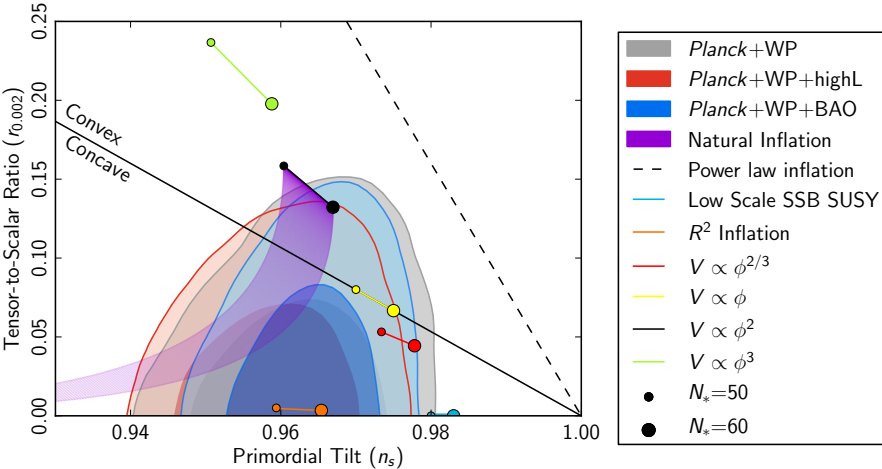 Tensor-to-Scalar Ratio (r0.002)
0.25
0.20
0.15
0.10
0.05
0.00
Convex
Concave
0.94
0.96
0.98
1.00
Primordial Tilt (ns)
Planck+WP
Planck+WP+highL
Planck+WP+BAO
Natural Inflation
Power law inflation
Low Scale SSB SUSY
R² Inflation
V ∝ ϕ^2/3
V ∝ ϕ
V ∝ ϕ²
V ∝ ϕ³
N*=50
N*=60